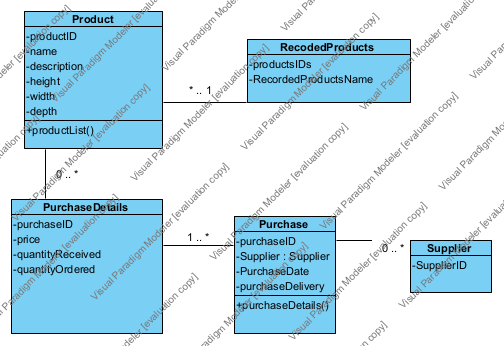 Product
-productID
-name
-description
-height
-width
-depth
+productList()
RecodedProducts
-productsIDs
-RecordedProductsName
* .. 1
0 .. *
PurchaseDetails
-purchaseID
-price
-quantityReceived
-quantityOrdered
1 .. *
Purchase
-purchaseID
-Supplier : Supplier
-PurchaseDate
-purchaseDelivery
+purchaseDetails()
0 .. *
Supplier
-SupplierID
Visual Paradigm Modeler [evaluation copy]